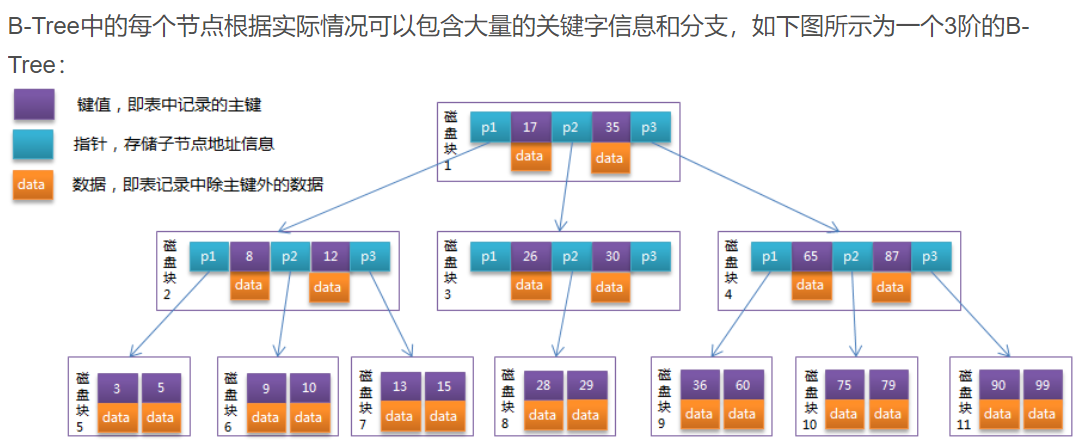 B-Tree中的每个节点根据实际情况可以包含大量的关键字信息和分支，如下图所示为一个3阶的B-
Tree：
键值，即表中记录的主键
指针，存储子节点地址信息
data 数据，即表记录中除主键外的数据
磁盘块1 p1 17 p2 35 p3
data data
磁盘块2 p1 8 p2 12 p3
data data
磁盘块3 p1 26 p2 30 p3
data data
磁盘块4 p1 65 p2 87 p3
data data
磁盘块5 3 5
data data
磁盘块6 9 10
data data
磁盘块7 13 15
data data
磁盘块8 28 29
data data
磁盘块9 36 60
data data
磁盘块10 75 79
data data
磁盘块11 90 99
data data